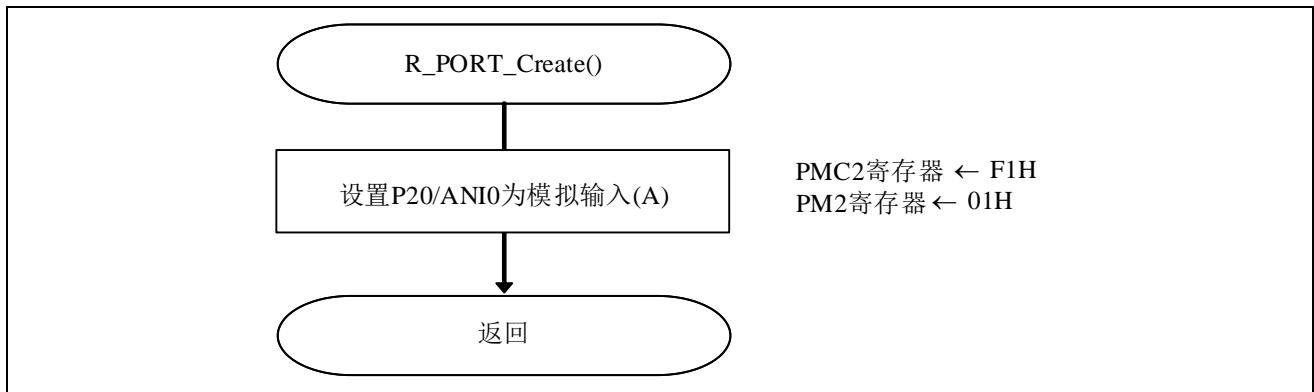 R_PORT_Create()
设置P20/ANI0为模拟输入(A)
PMC2寄存器 ← F1H
PM2寄存器 ← 01H
返回